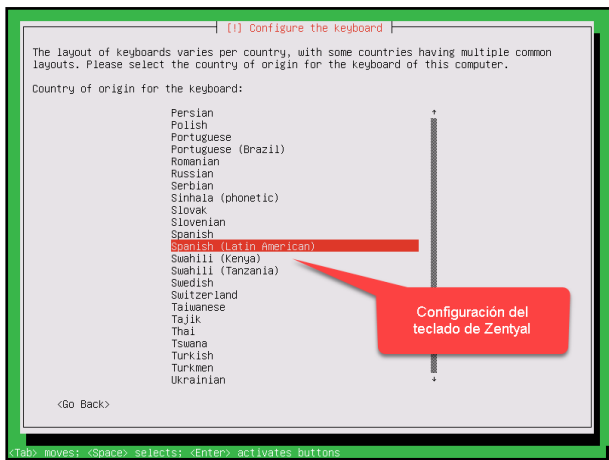 [!] Configure the keyboard
The layout of keyboards varies per country, with some countries having multiple common
layouts. Please select the country of origin for the keyboard of this computer.
Country of origin for the keyboard:
Persian
Polish
Portuguese
Portuguese (Brazil)
Romanian
Russian
Serbian
Sinhala (phonetic)
Slovak
Slovenian
Spanish
Spanish (Latin American)
Swahili (Kenya)
Swahili (Tanzania)
Swedish
Switzerland
Taiwanese
Tajik
Thai
Tswana
Turkish
Turkmen
Ukrainian
Configuración del
teclado de Zentyal
<Go Back>
<Tab> moves; <Space> selects; <Enter> activates buttons